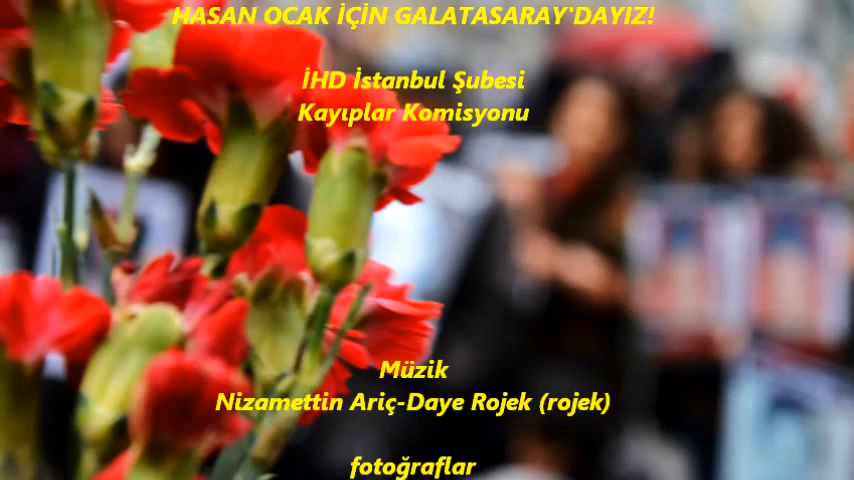 HASAN OCAK İÇİN GALATASARAY'DAYIZ!
İHD İstanbul Şubesi
Kayıplar Komisyonu
Müzik
Nizamettin Ariç-Daye Rojek (rojek)
fotoğraflar